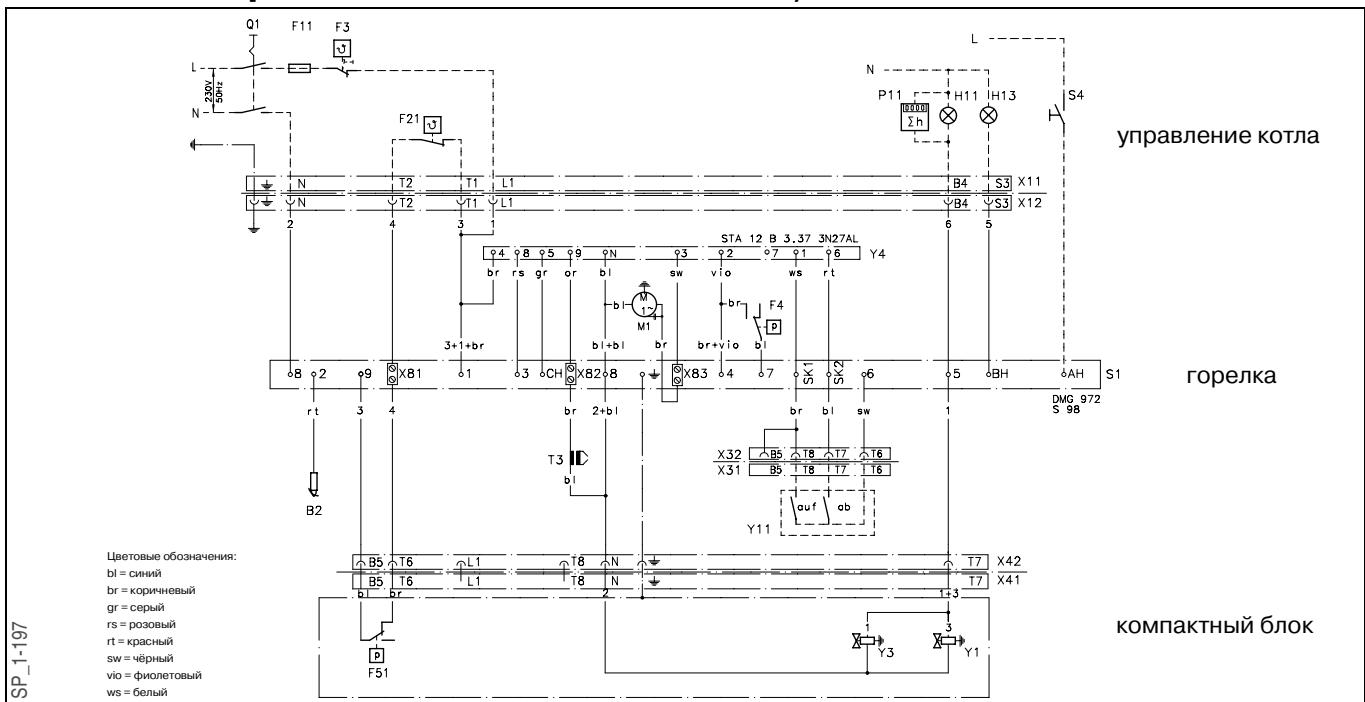 Q1 F11 F3
L
230V
50Hz
N
F21
L
N
P11 H11 H13 S4
0000
Σh
управление котла
N T2 T1 L1 B4 S3 X11
N T2 T1 L1 B4 S3 X12
2 4 3 1 6 5
STA 12 B 3.37 3N27AL
4 8 5 9 N 3 2 7 1 6 Y4
br rs gr or bl sw vio ws rt
bl M 1~ br F4
M1 P
3+1+br bl+bl br br+vio bl
8 2 9 X81 1 3 CH X82 8 X83 4 7 SK1 SK2 6 5 BH AH S1
горелка
DMG 972
S 98
rt 3 4 br 2+bl br bl sw 1
T3
bl
X32 B5 T8 T7 T6
X31 B5 T8 T7 T6
B2
auf ab
Y11
B5 T6 L1 T8 N T7 X42
B5 T6 L1 T8 N T7 X41
bl br 2 1+3
1 3
Y3 Y1
P
F51
компактный блок
Цветовые обозначения:
bl = синий
br = коричневый
gr = серый
rs = розовый
rt = красный
sw = чёрный
vio = фиолетовый
ws = белый
SP_1-197